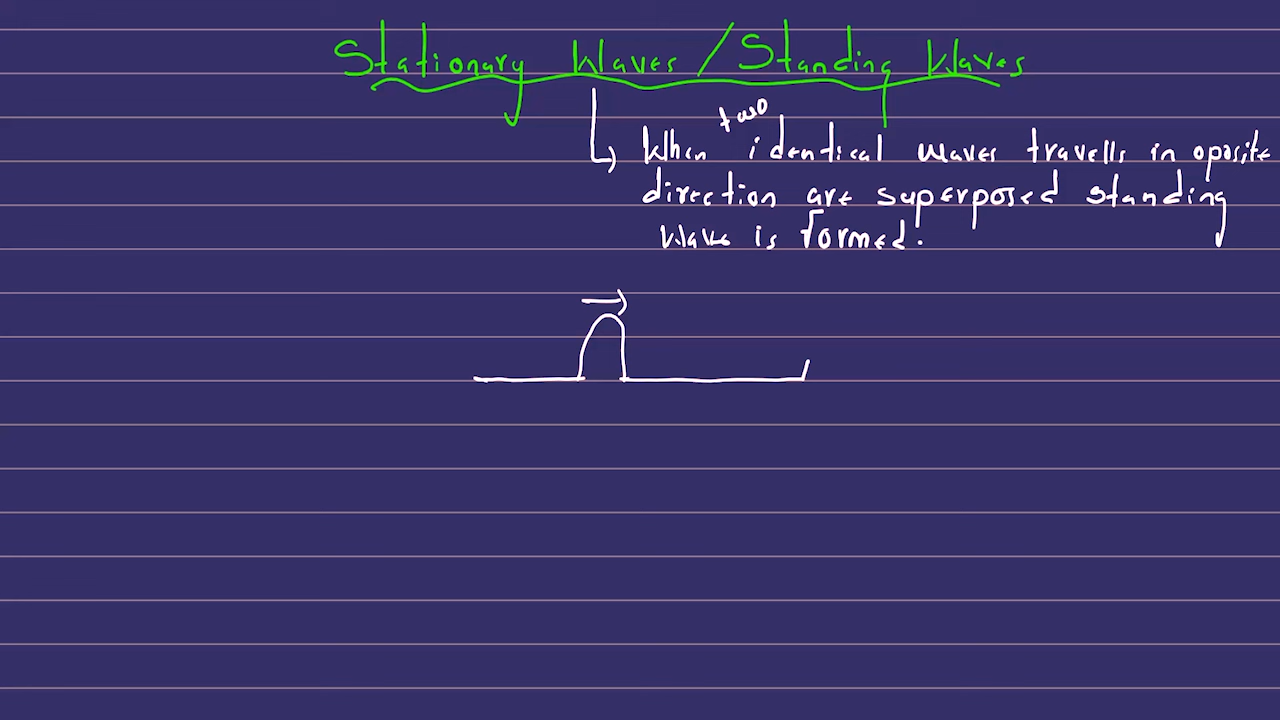 Stationary Waves / Standing Waves
two
When identical waves travells in oposite
direction are superposed standing
wave is formed.